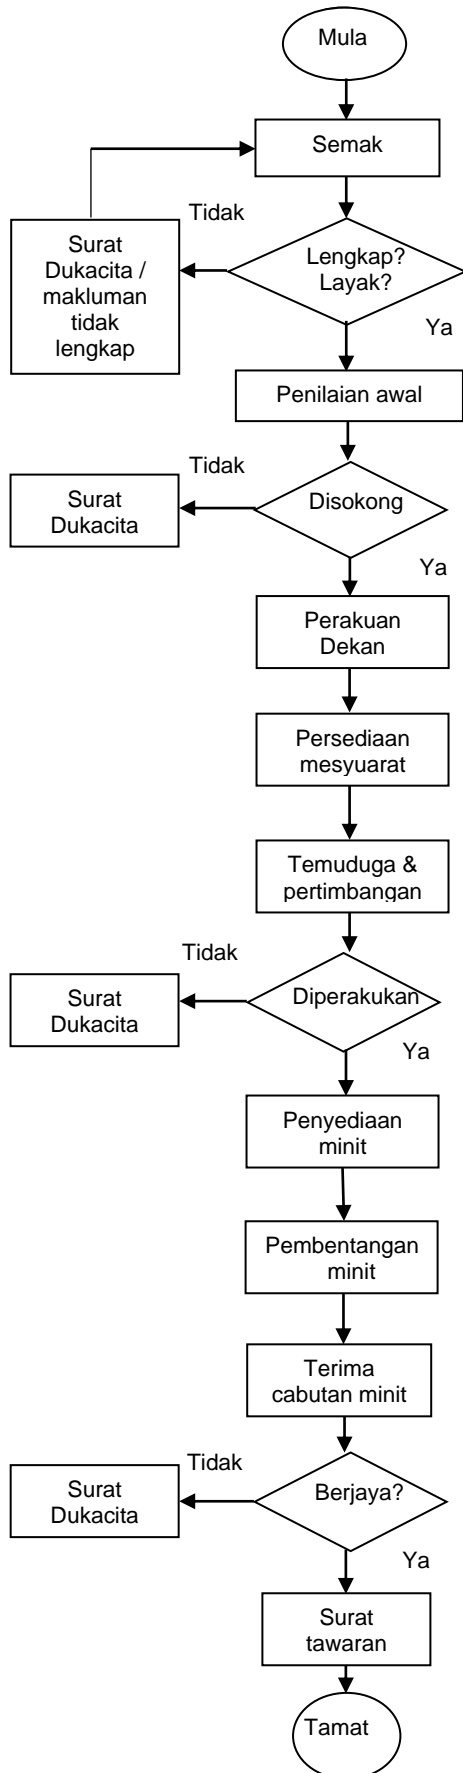 Mula
Semak
Tidak
Surat
Dukacita /
makluman
tidak
lengkap
Lengkap?
Layak?
Ya
Penilaian awal
Tidak
Surat
Dukacita
Disokong
Ya
Perakuan
Dekan
Persediaan
mesyuarat
Temuduga &
pertimbangan
Tidak
Surat
Dukacita
Diperakukan
Ya
Penyediaan
minit
Pembentangan
minit
Terima
cabutan minit
Tidak
Surat
Dukacita
Berjaya?
Ya
Surat
tawaran
Tamat